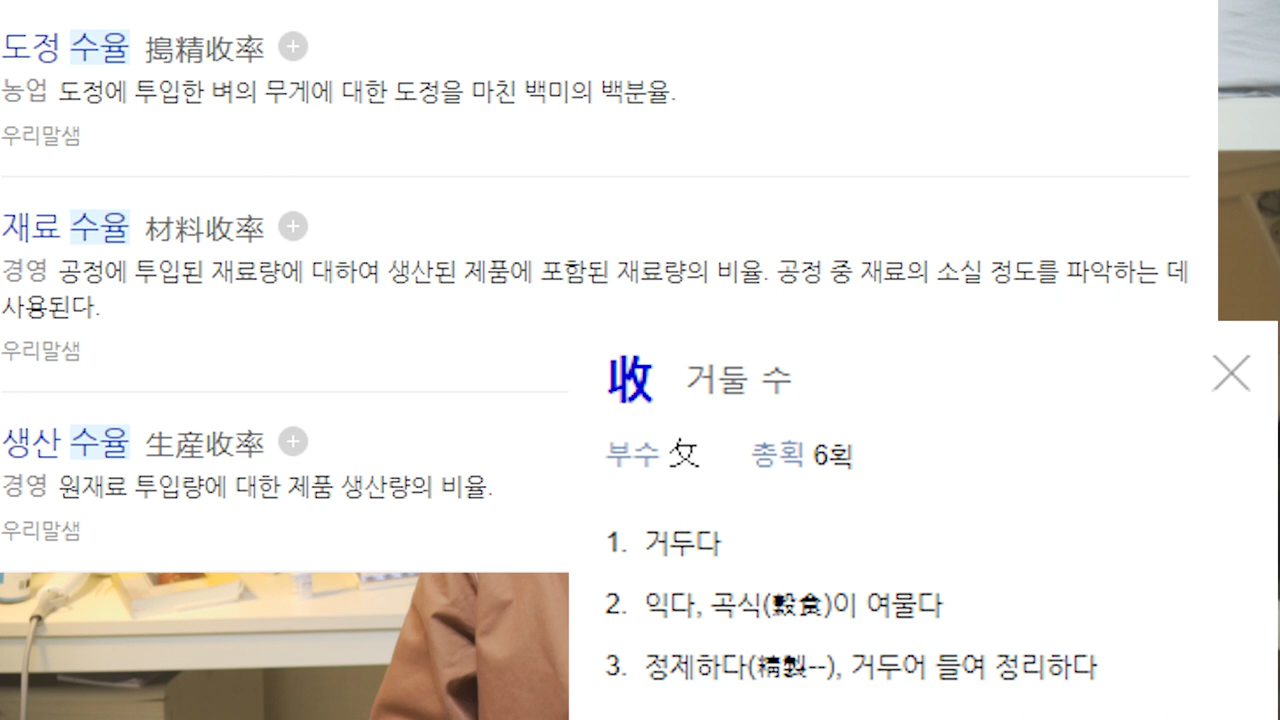 도정 수율 搗精收率
농업 도정에 투입한 벼의 무게에 대한 도정을 마친 백미의 백분율.
우리말샘
재료 수율 材料收率
경영 공정에 투입된 재료량에 대하여 생산된 제품에 포함된 재료량의 비율. 공정 중 재료의 소실 정도를 파악하는 데
사용된다.
우리말샘
생산 수율 生産收率
경영 원재료 투입량에 대한 제품 생산량의 비율.
우리말샘
收 거둘 수
부수 攵 총획 6획
1. 거두다
2. 익다, 곡식(穀食)이 여물다
3. 정제하다(精製--), 거두어 들여 정리하다